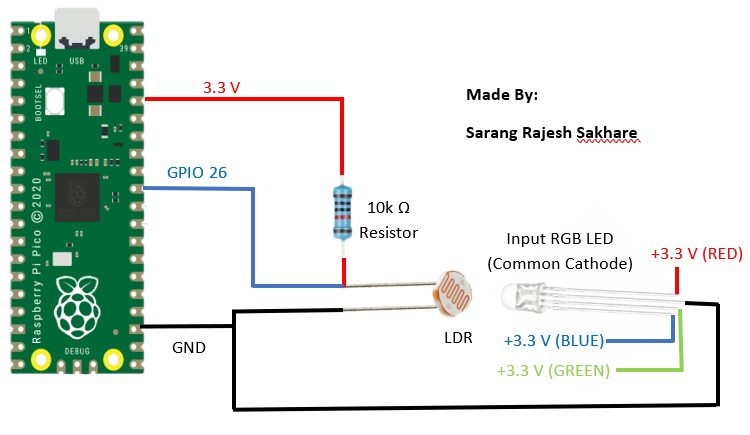 1
2
39
LED
USB
BOOTSEL
Raspberry Pi Pico © 2020
DEBUG
3.3 V
GPIO 26
GND
10k Ω
Resistor
LDR
Made By:
Sarang Rajesh Sakhare
Input RGB LED
(Common Cathode)
+3.3 V (RED)
+3.3 V (BLUE)
+3.3 V (GREEN)